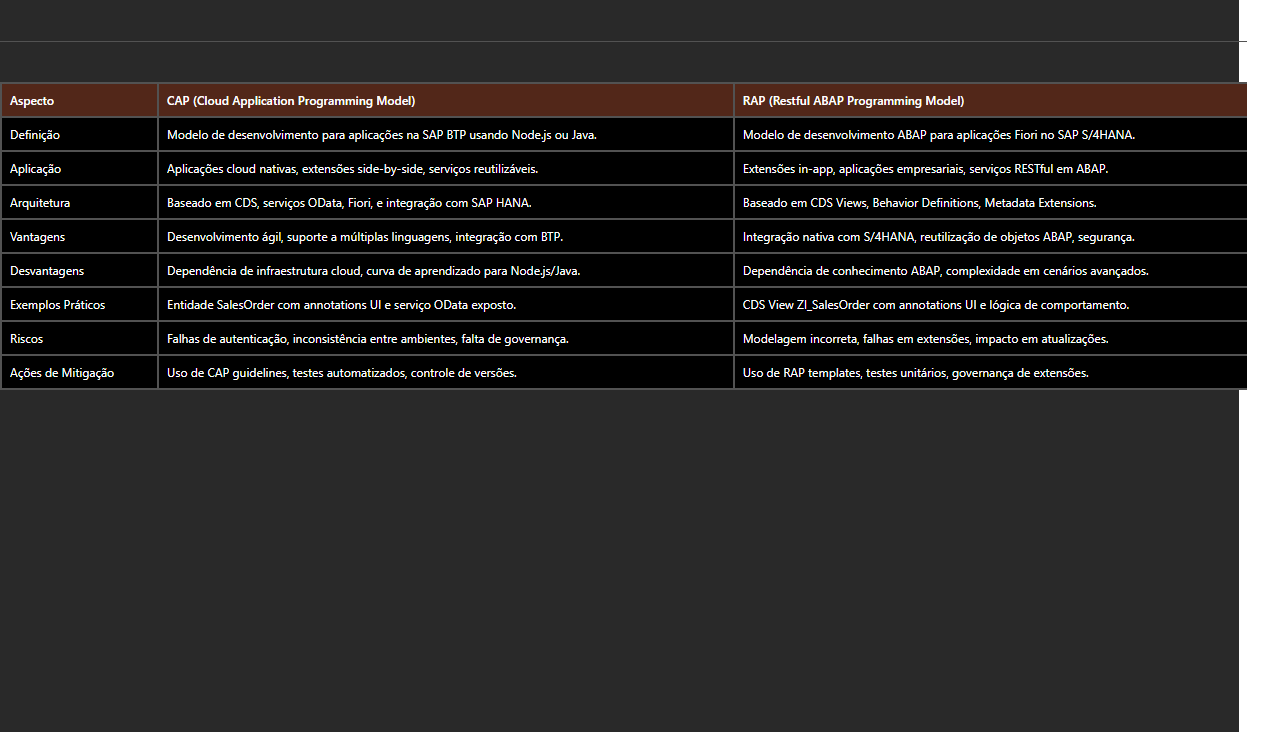 Aspecto CAP (Cloud Application Programming Model) RAP (Restful ABAP Programming Model)
Definição Modelo de desenvolvimento para aplicações na SAP BTP usando Node.js ou Java. Modelo de desenvolvimento ABAP para aplicações Fiori no SAP S/4HANA.
Aplicação Aplicações cloud nativas, extensões side-by-side, serviços reutilizáveis. Extensões in-app, aplicações empresariais, serviços RESTful em ABAP.
Arquitetura Baseado em CDS, serviços OData, Fiori, e integração com SAP HANA. Baseado em CDS Views, Behavior Definitions, Metadata Extensions.
Vantagens Desenvolvimento ágil, suporte a múltiplas linguagens, integração com BTP. Integração nativa com S/4HANA, reutilização de objetos ABAP, segurança.
Desvantagens Dependência de infraestrutura cloud, curva de aprendizado para Node.js/Java. Dependência de conhecimento ABAP, complexidade em cenários avançados.
Exemplos Práticos Entidade SalesOrder com annotations UI e serviço OData exposto. CDS View ZI_SalesOrder com annotations UI e lógica de comportamento.
Riscos Falhas de autenticação, inconsistência entre ambientes, falta de governança. Modelagem incorreta, falhas em extensões, impacto em atualizações.
Ações de Mitigação Uso de CAP guidelines, testes automatizados, controle de versões. Uso de RAP templates, testes unitários, governança de extensões.